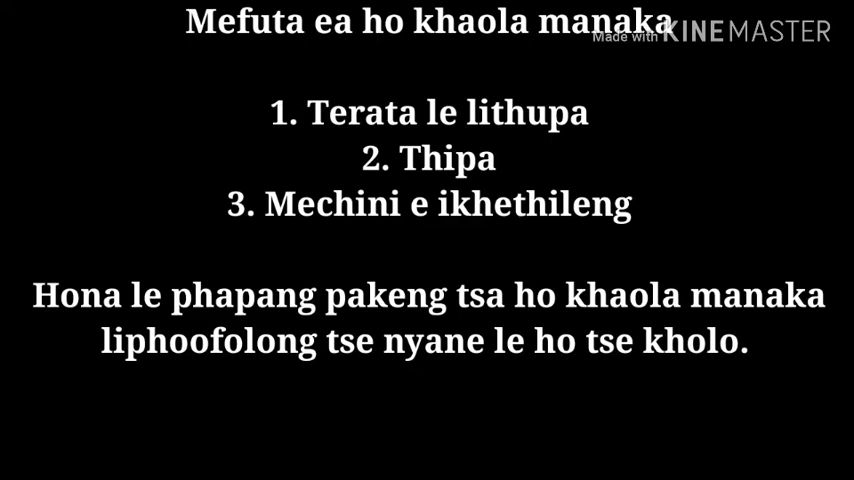 Mefuta ea ho khaola manaka
Made with KINEMASTER
1. Terata le lithupa
2. Thipa
3. Mechini e ikhethileng
Hona le phapang pakeng tsa ho khaola manaka
liphoofolong tse nyane le ho tse kholo.